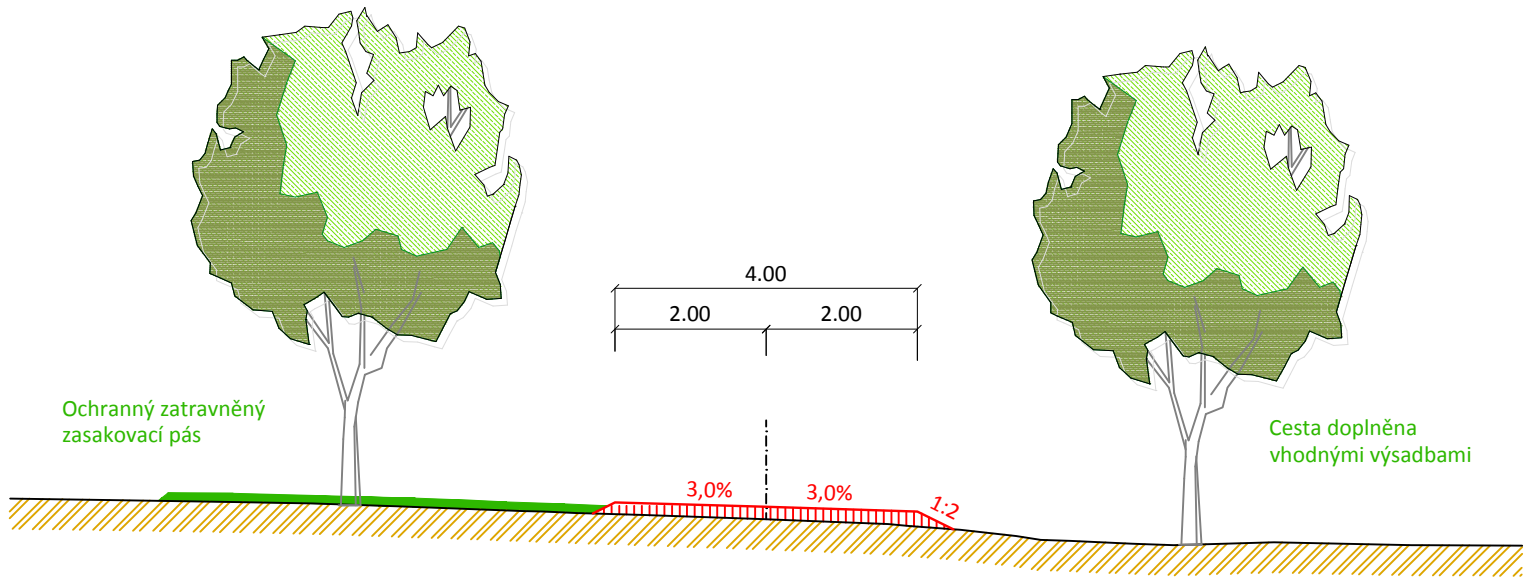 4.00
2.00 2.00
Ochranný zatravněný
zasakovací pás
Cesta doplněna
vhodnými výsadbami
3,0% 3,0% 1:2